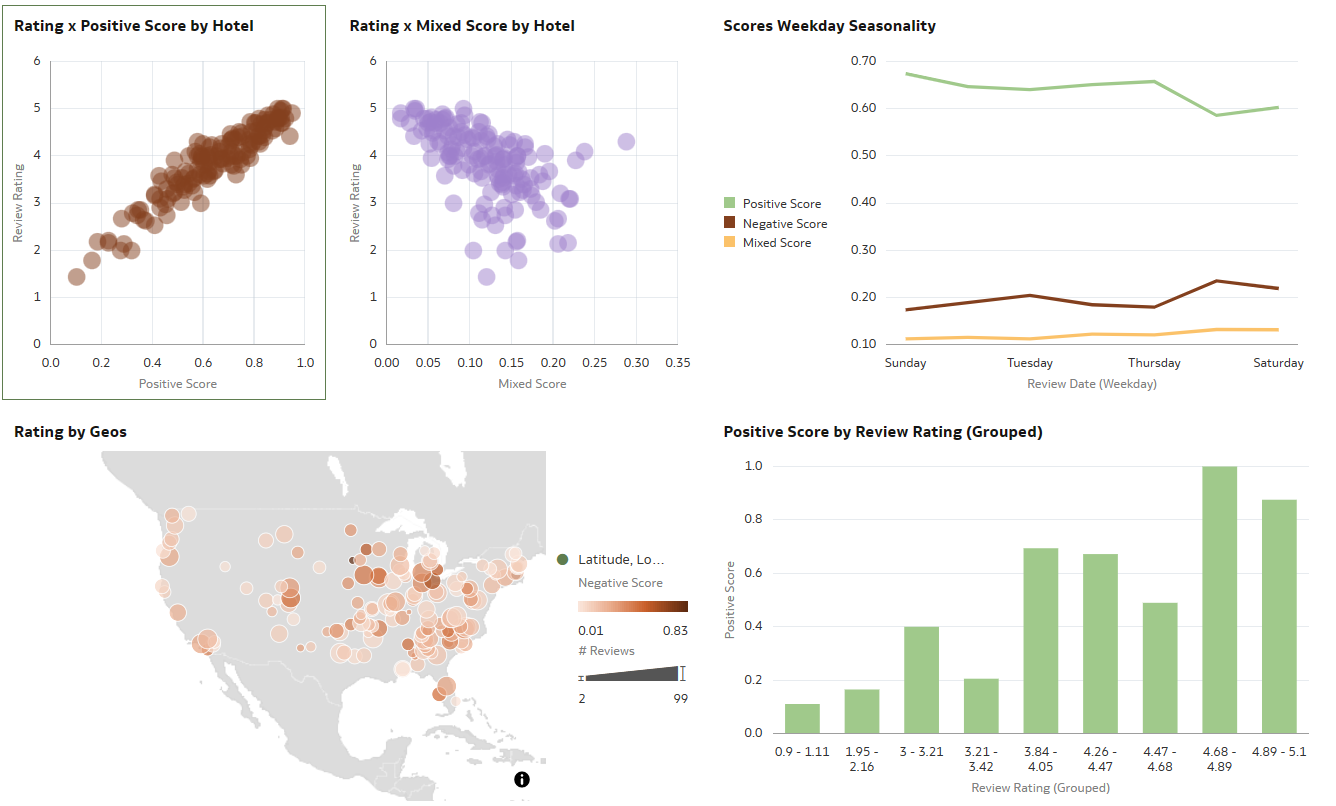 Rating x Positive Score by Hotel
6
5
4
3
2
1
0
Review Rating
0.0 0.2 0.4 0.6 0.8 1.0
Positive Score
Rating x Mixed Score by Hotel
6
5
4
3
2
1
0
Review Rating
0.00 0.05 0.10 0.15 0.20 0.25 0.30 0.35
Mixed Score
Scores Weekday Seasonality
Positive Score
Negative Score
Mixed Score
0.70
0.60
0.50
0.40
0.30
0.20
0.10
Sunday Tuesday Thursday Saturday
Review Date (Weekday)
Rating by Geos
Latitude, Lo...
Negative Score
0.01 0.83
# Reviews
2 99
i
Positive Score by Review Rating (Grouped)
1.0
0.8
0.6
0.4
0.2
0.0
Positive Score
0.9 - 1.11 1.95 - 3 - 3.21 3.21 - 3.84 - 4.26 - 4.47 - 4.68 - 4.89 - 5.1
2.16 3.42 4.05 4.47 4.68 4.89
Review Rating (Grouped)